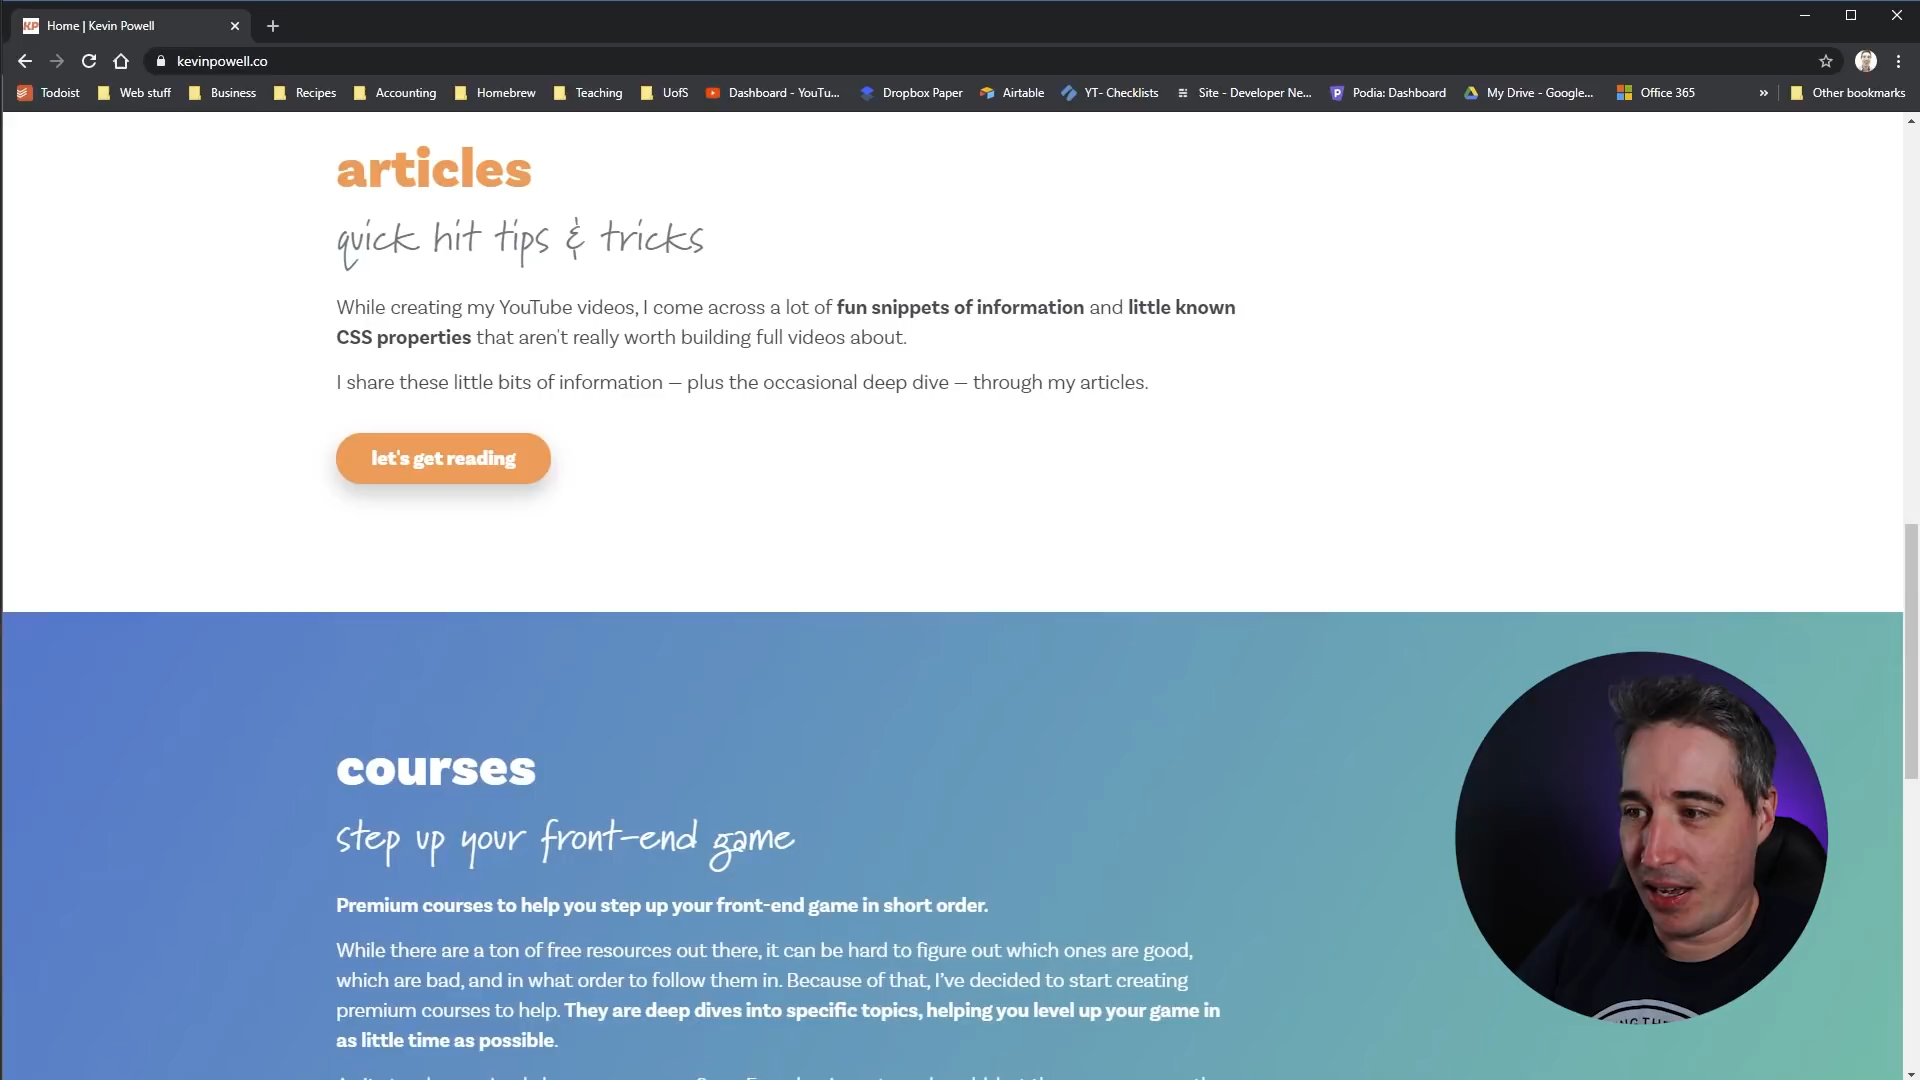 Home | Kevin Powell
kevinpowell.co
Todoist Web stuff Business Recipes Accounting Homebrew Teaching UofS Dashboard - YouTu... Dropbox Paper Airtable YT- Checklists Site - Developer Ne... Podia: Dashboard My Drive - Google... Office 365 » Other bookmarks
articles
quick hit tips & tricks
While creating my YouTube videos, I come across a lot of fun snippets of information and little known
CSS properties that aren't really worth building full videos about.
I share these little bits of information — plus the occasional deep dive — through my articles.
let's get reading
courses
step up your front-end game
Premium courses to help you step up your front-end game in short order.
While there are a ton of free resources out there, it can be hard to figure out which ones are good,
which are bad, and in what order to follow them in. Because of that, I've decided to start creating
premium courses to help. They are deep dives into specific topics, helping you level up your game in
as little time as possible.